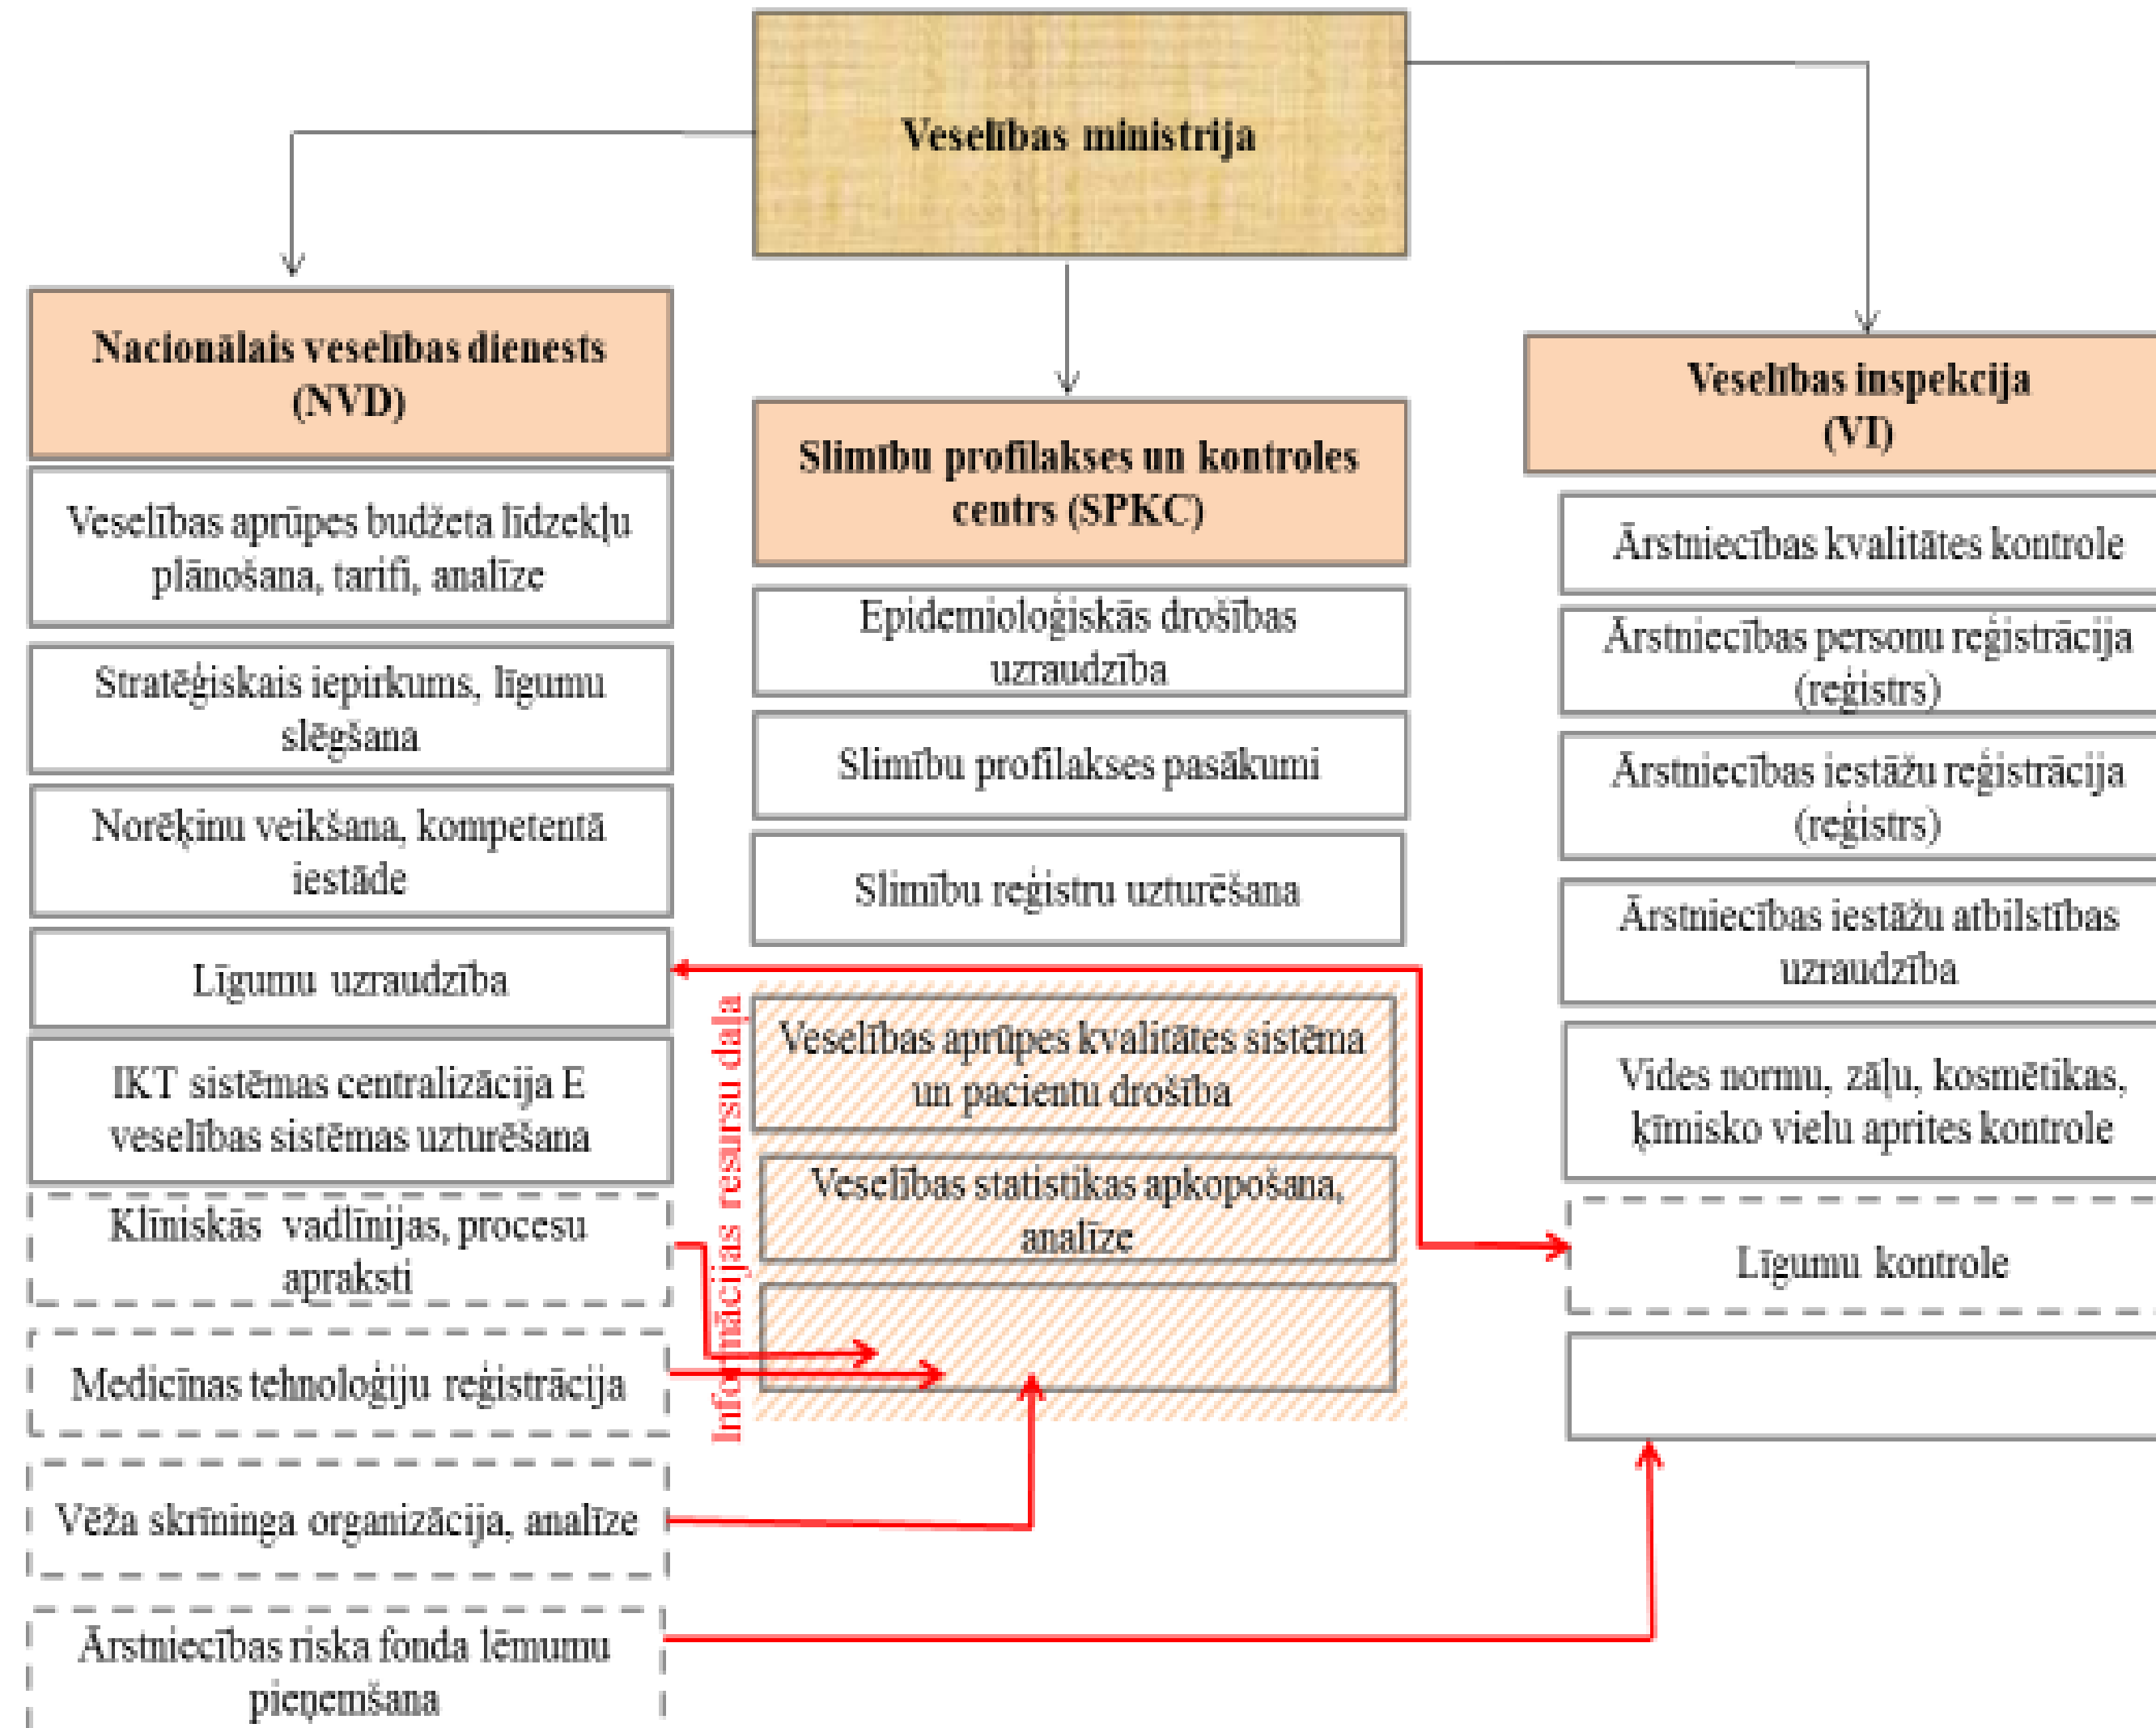 Veselības ministrija
Nacionālais veselības dienests
(NVD)
Veselības aprūpes budžeta līdzekļu
plānošana, tarifi, analīze
Stratēģiskais iepirkums, līgumu
slēgšana
Norēķinu veikšana, kompetentā
iestāde
Līgumu uzraudzība
IKT sistēmas centralizācija E
veselības sistēmas uzturēšana
Klīniskās vadlīnijas, procesu
apraksti
Medicīnas tehnoloģiju reģistrācija
Vēža skrīninga organizācija, analīze
Ārstniecības riska fonda lēmumu
pieņemšana
Slimību profilakses un kontroles
centrs (SPKC)
Epidemioloģiskās drošības
uzraudzība
Slimību profilakses pasākumi
Slimību reģistru uzturēšana
Informācijas resursu daļa
Veselības aprūpes kvalitātes sistēma
un pacientu drošība
Veselības statistikas apkopošana,
analīze
Veselības inspekcija
(VI)
Ārstniecības kvalitātes kontrole
Ārstniecības personu reģistrācija
(reģistrs)
Ārstniecības iestāžu reģistrācija
(reģistrs)
Ārstniecības iestāžu atbilstības
uzraudzība
Vides normu, zāļu, kosmētikas,
ķīmisko vielu aprites kontrole
Līgumu kontrole